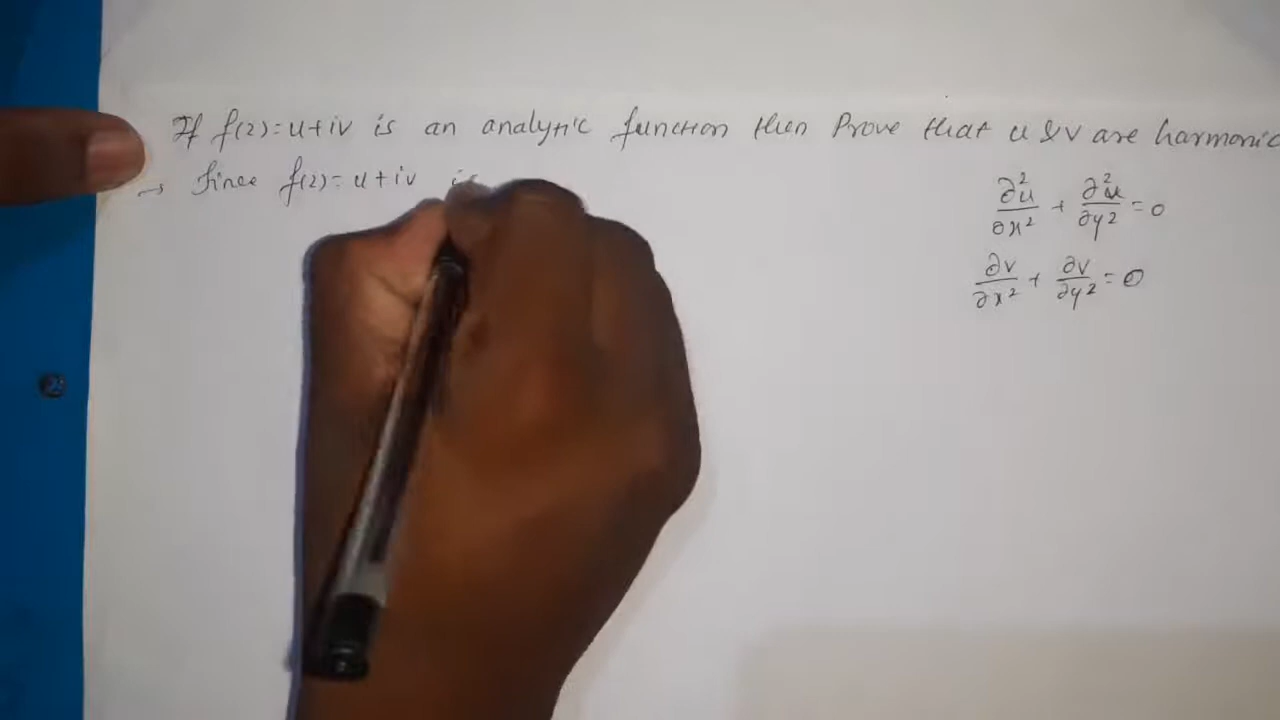 If f(z)=u+iv is an analytic function then Prove that u & v are harmonic
→ Since f(z)= u+iv is
∂²u/∂x² + ∂²u/∂y² = 0
∂v/∂x² + ∂v/∂y² = 0